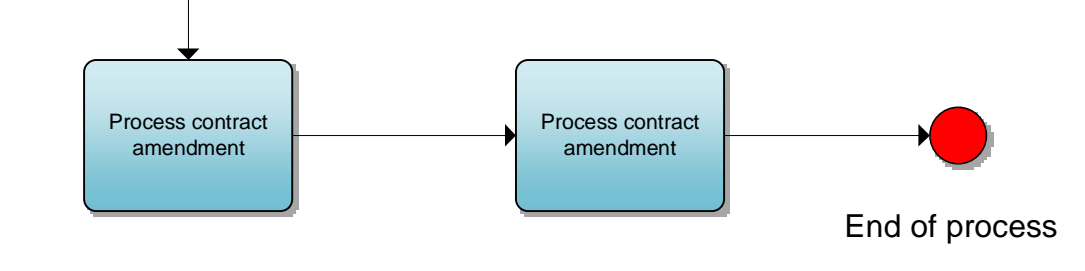 Process contract
amendment
Process contract
amendment
End of process